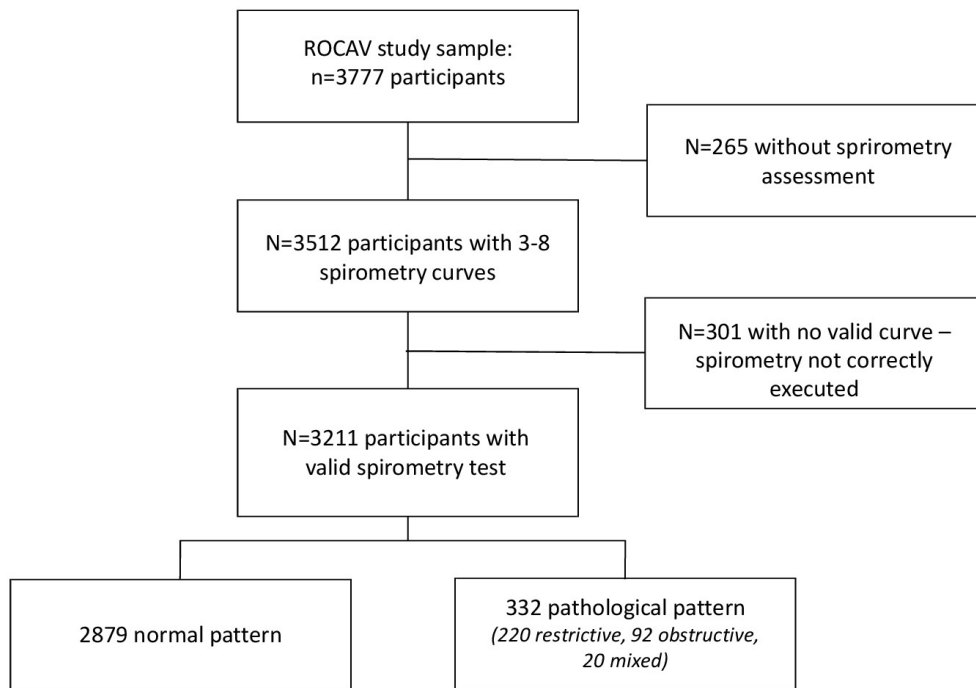 ROCAV study sample:
n=3777 participants
N=265 without sprirometry
assessment
N=3512 participants with 3-8
spirometry curves
N=301 with no valid curve –
spirometry not correctly
executed
N=3211 participants with
valid spirometry test
2879 normal pattern
332 pathological pattern
(220 restrictive, 92 obstructive,
20 mixed)